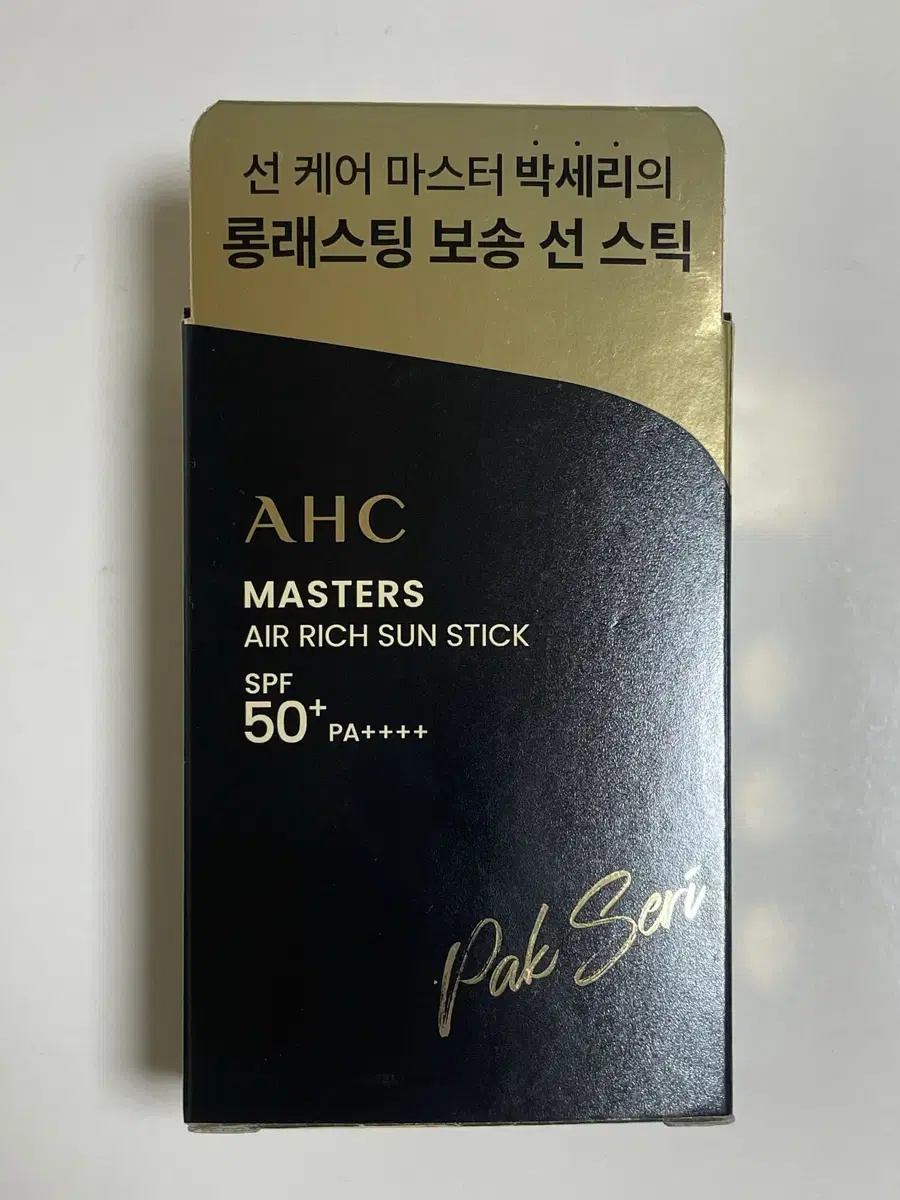 선 케어 마스터 박세리의
롱래스팅 보송 선 스틱
AHC
MASTERS
AIR RICH SUN STICK
SPF
50+ PA++++
Pak Seri